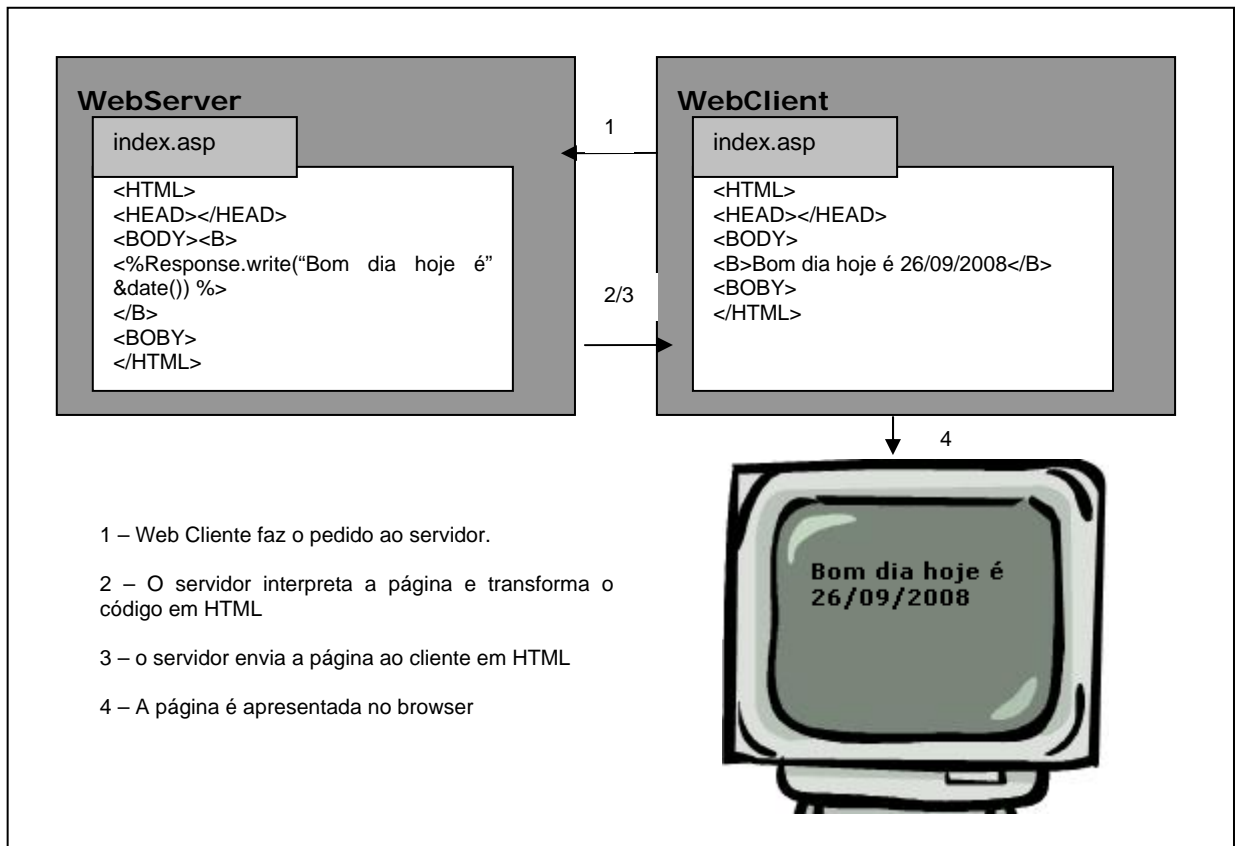 WebServer
index.asp
<HTML>
<HEAD></HEAD>
<BODY><B>
<%Response.write(“Bom dia hoje é”
&date()) %>
</B>
<BOBY>
</HTML>
1
2/3
WebClient
index.asp
<HTML>
<HEAD></HEAD>
<BODY>
<B>Bom dia hoje é 26/09/2008</B>
<BOBY>
</HTML>
4
1 – Web Cliente faz o pedido ao servidor.
2 – O servidor interpreta a página e transforma o
código em HTML
3 – o servidor envia a página ao cliente em HTML
4 – A página é apresentada no browser
Bom dia hoje é
26/09/2008